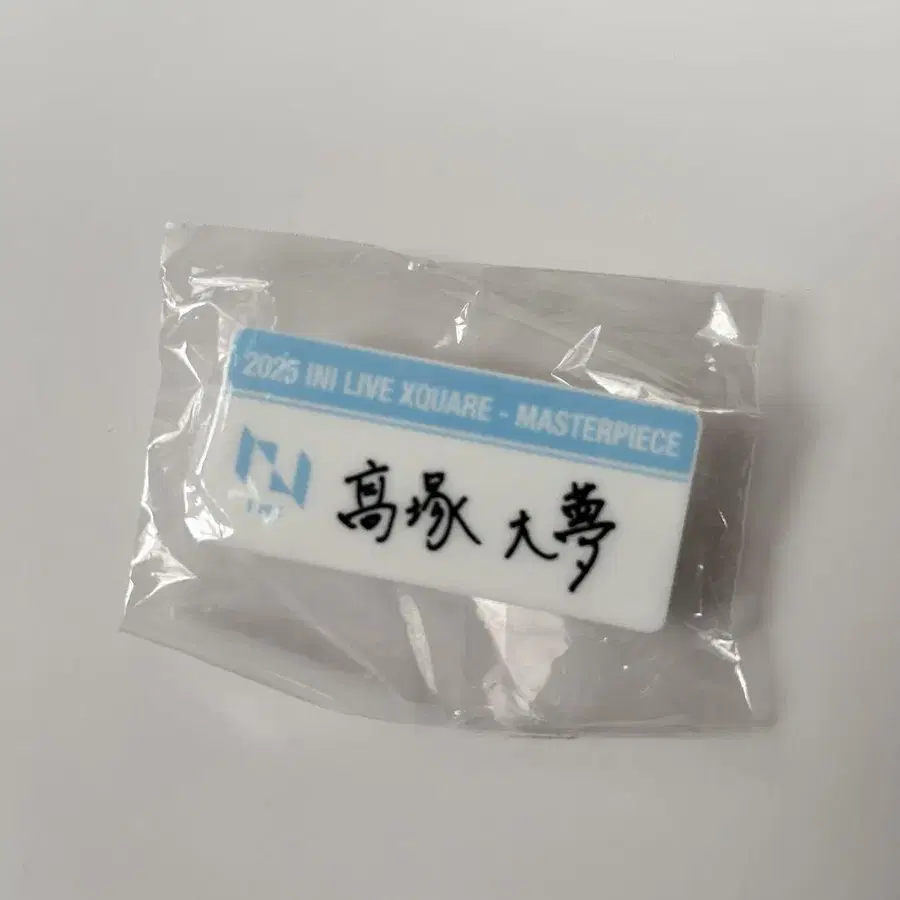 2025 INI LIVE XQUARE - MASTERPIECE
INI
髙塚 大夢